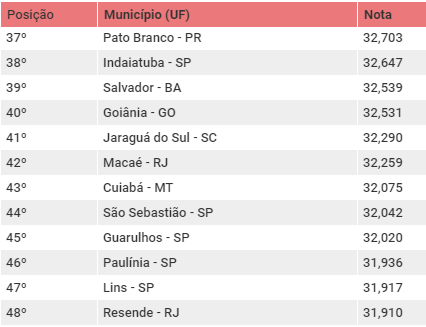 Posição Município (UF) Nota
37º Pato Branco - PR 32,703
38º Indaiatuba - SP 32,647
39º Salvador - BA 32,539
40º Goiânia - GO 32,531
41º Jaraguá do Sul - SC 32,290
42º Macaé - RJ 32,259
43º Cuiabá - MT 32,075
44º São Sebastião - SP 32,042
45º Guarulhos - SP 32,020
46º Paulínia - SP 31,936
47º Lins - SP 31,917
48º Resende - RJ 31,910